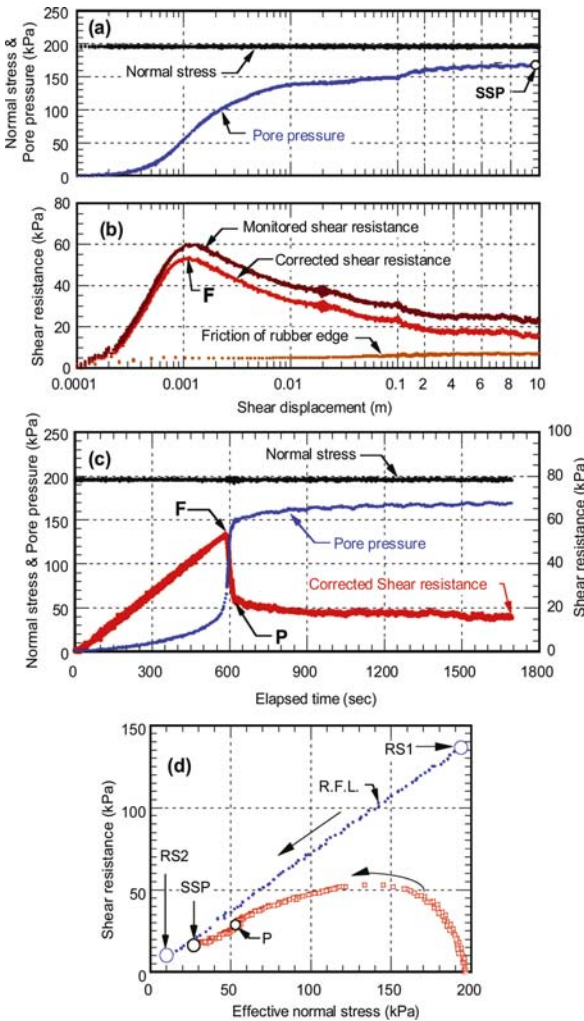 (a)
Normal stress & Pore pressure (kPa)
200
150
100
50
0
Normal stress
Pore pressure
SSP
(b)
Shear resistance (kPa)
80
60
40
20
0
Monitored shear resistance
Corrected shear resistance
F
Friction of rubber edge
0.0001 0.001 0.01 0.1 2 4 6 8 10
Shear displacement (m)
(c)
Normal stress & Pore pressure (kPa)
250
200
150
100
50
0
Normal stress
F
Pore pressure
Corrected Shear resistance
P
100
80
60
40
20
0
Shear resistance (kPa)
0 300 600 900 1200 1500 1800
Elapsed time (sec)
(d)
Shear resistance (kPa)
150
100
50
0
RS1
R.F.L.
RS2
SSP
P
0 50 100 150 200
Effective normal stress (kPa)